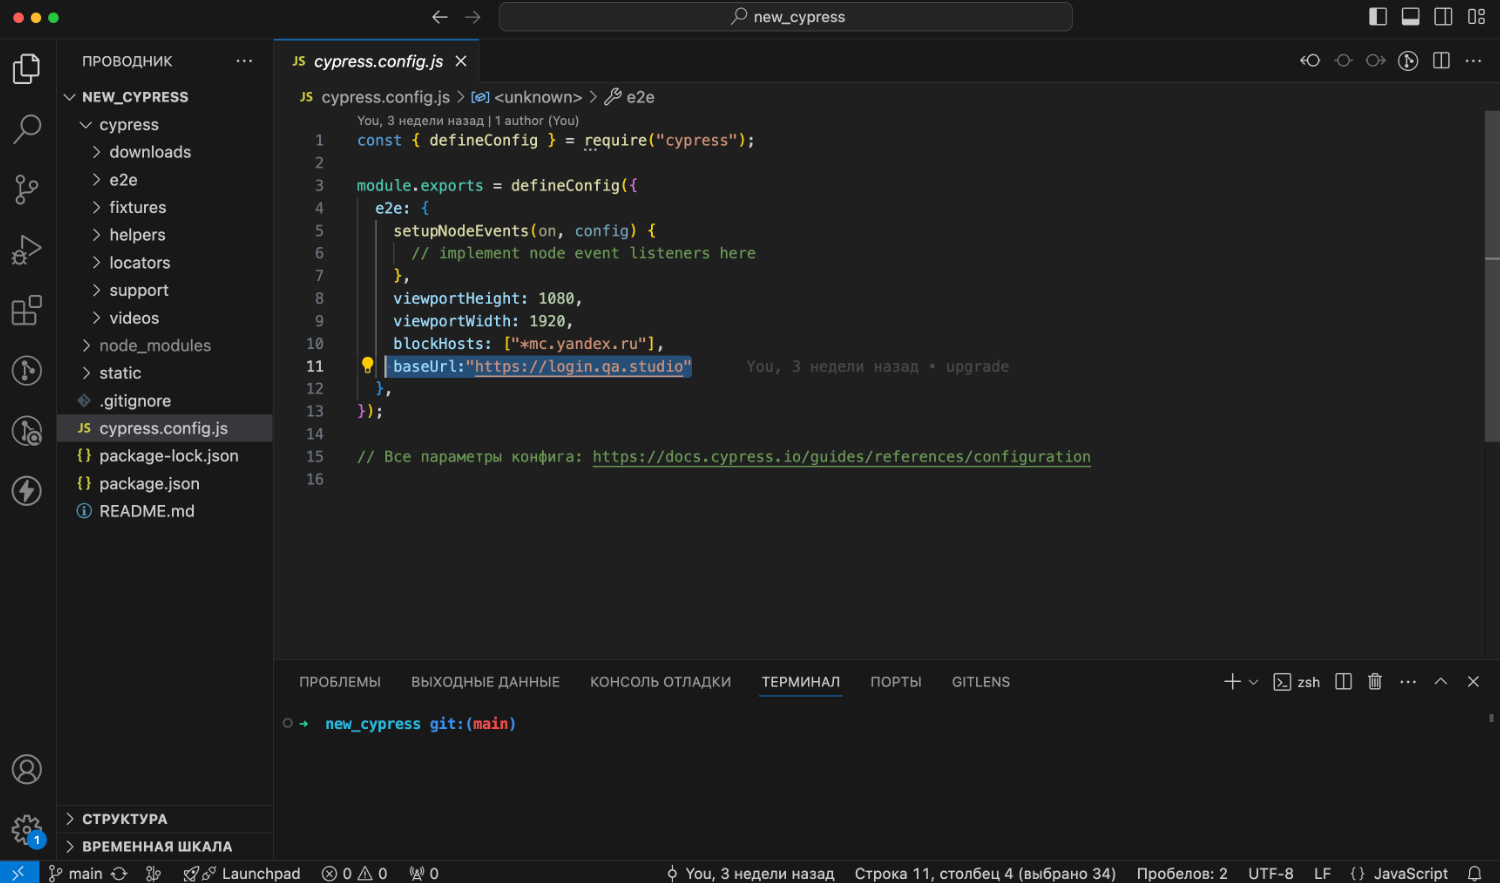 new_cypress
ПРОВОДНИК
NEW_CYPRESS
cypress
downloads
e2e
fixtures
helpers
locators
support
videos
node_modules
static
.gitignore
JS cypress.config.js
{} package-lock.json
{} package.json
README.md
СТРУКТУРА
ВРЕМЕННАЯ ШКАЛА
1
JS cypress.config.js
JS cypress.config.js > <unknown> > e2e
You, 3 недели назад | 1 author (You)
1 const { defineConfig } = require("cypress");
2
3 module.exports = defineConfig({
4 e2e: {
5 setupNodeEvents(on, config) {
6 // implement node event listeners here
7 },
8 viewportHeight: 1080,
9 viewportWidth: 1920,
10 blockHosts: ["*mc.yandex.ru"],
11 baseUrl:"https://login.qa.studio" You, 3 недели назад • upgrade
12 },
13 });
14
15 // Все параметры конфига: https://docs.cypress.io/guides/references/configuration
16
ПРОБЛЕМЫ ВЫХОДНЫЕ ДАННЫЕ КОНСОЛЬ ОТЛАДКИ ТЕРМИНАЛ ПОРТЫ GITLENS zsh
→ new_cypress git:(main)
main Launchpad 0 0 0 You, 3 недели назад Строка 11, столбец 4 (выбрано 34) Пробелов: 2 UTF-8 LF {} JavaScript